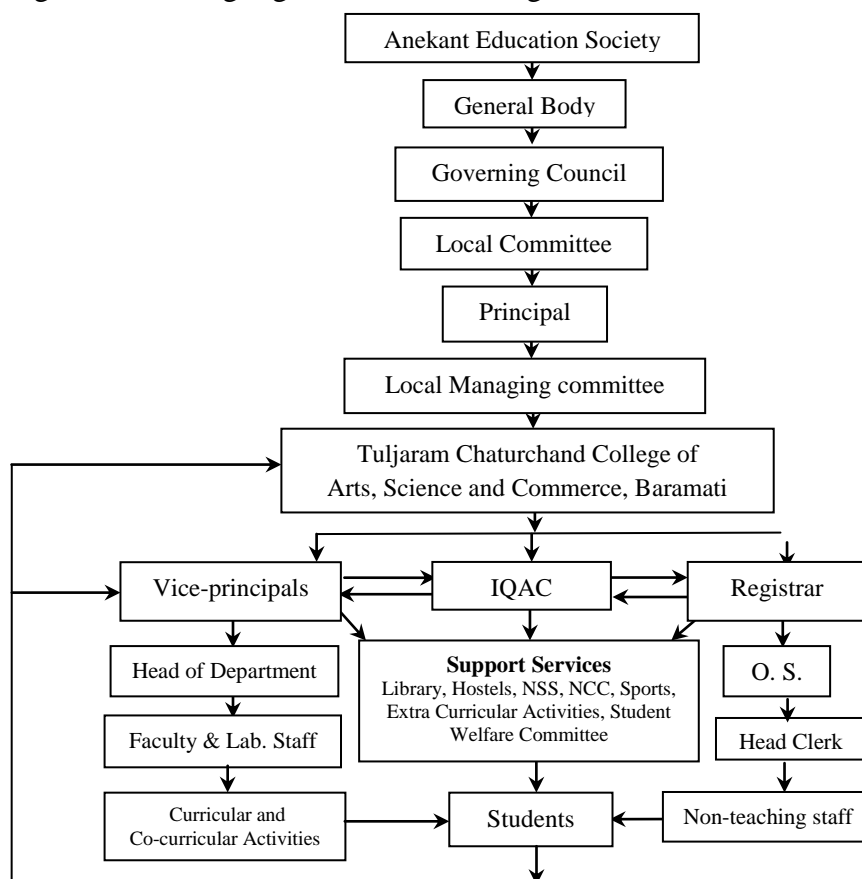 Anekant Education Society
General Body
Governing Council
Local Committee
Principal
Local Managing committee
Tuljaram Chaturchand College of
Arts, Science and Commerce, Baramati
Vice-principals
IQAC
Registrar
Head of Department
Support Services
Library, Hostels, NSS, NCC, Sports,
Extra Curricular Activities, Student
Welfare Committee
O. S.
Faculty & Lab. Staff
Head Clerk
Curricular and
Co-curricular Activities
Students
Non-teaching staff